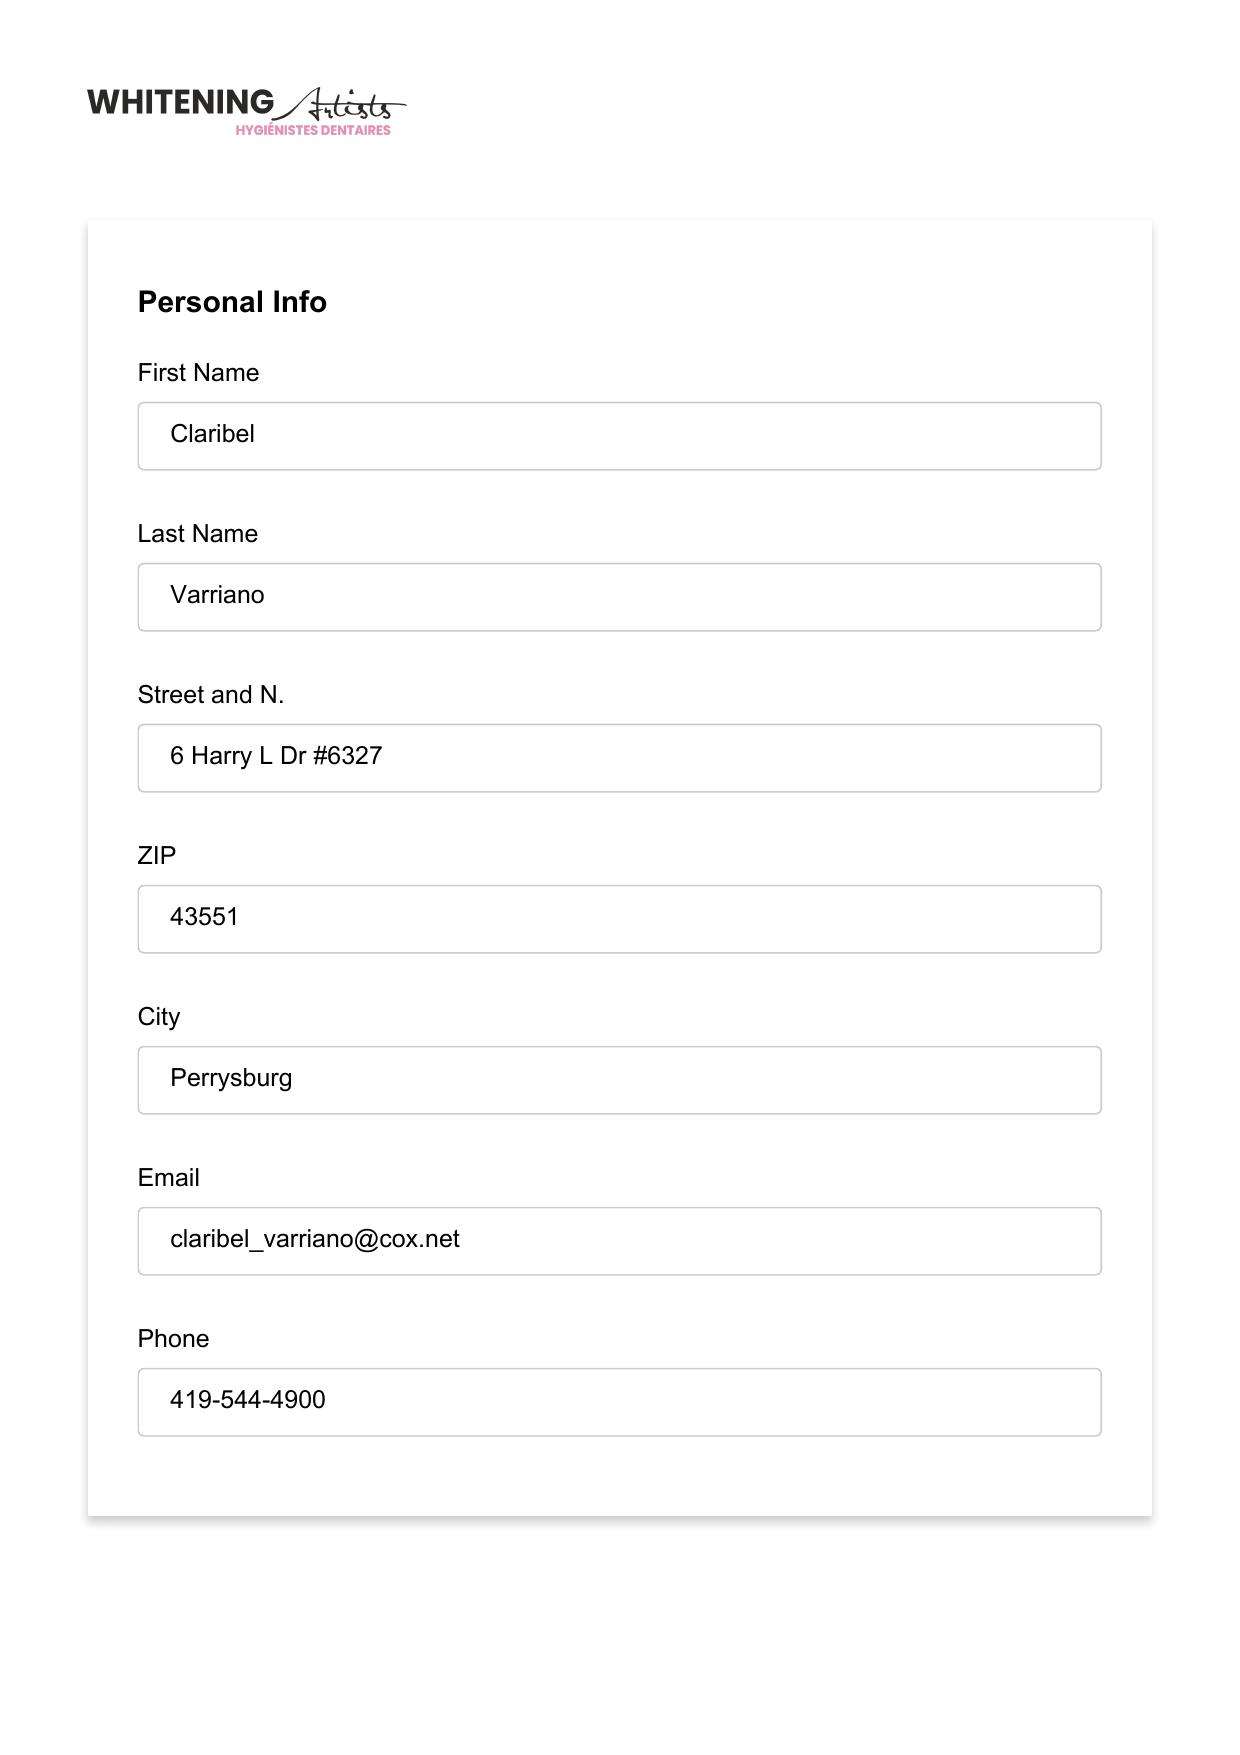 WHITENING Artists
HYGIÉNISTES DENTAIRES
Personal Info
First Name
Claribel
Last Name
Varriano
Street and N.
6 Harry L Dr #6327
ZIP
43551
City
Perrysburg
Email
claribel_varriano@cox.net
Phone
419-544-4900